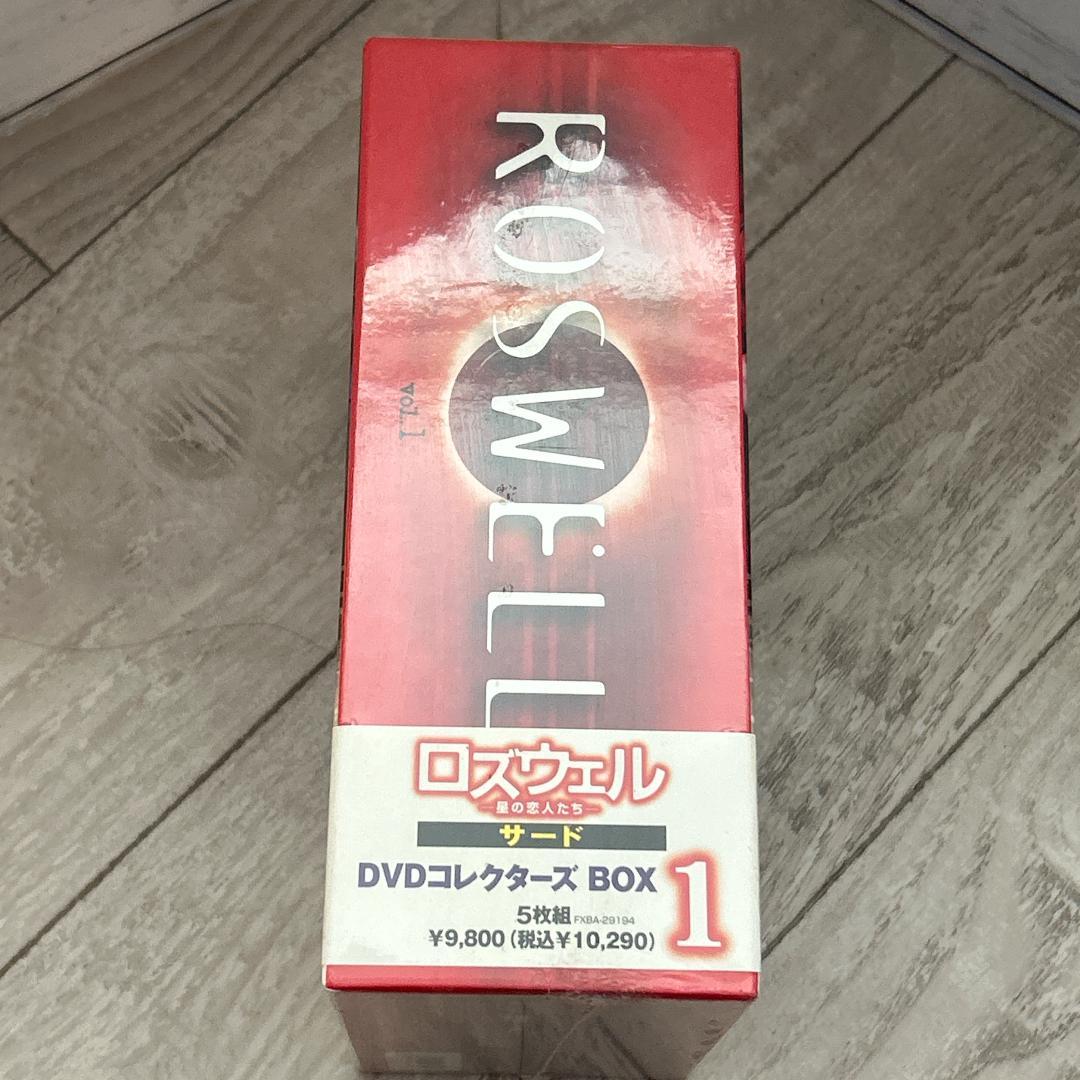 ROSWELL
vol.1
ロズウェル
－星の恋人たち－
サード
DVDコレクターズ BOX 1
5枚組 FXBA-29194
￥9,800（税込￥10,290）